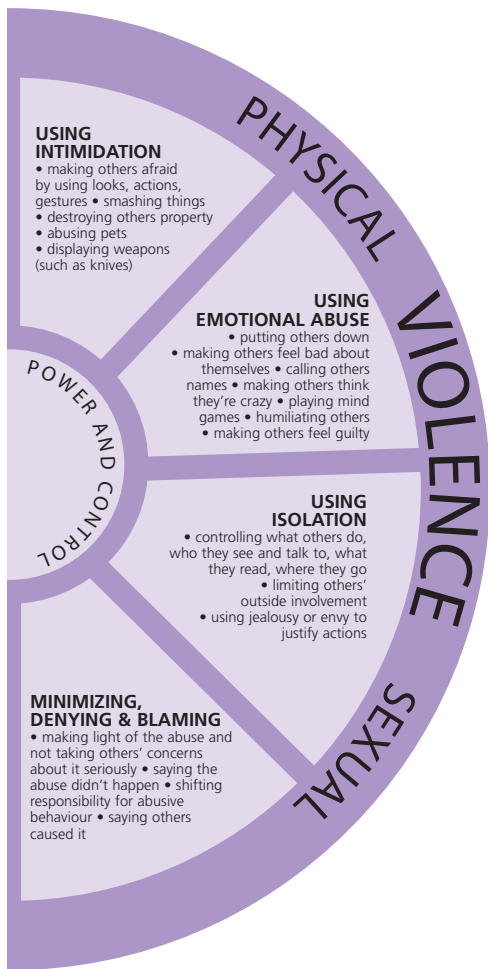 PHYSICAL
VIOLENCE
SEXUAL
USING
INTIMIDATION
• making others afraid
by using looks, actions,
gestures • smashing things
• destroying others property
• abusing pets
• displaying weapons
(such as knives)
USING
EMOTIONAL ABUSE
• putting others down
• making others feel bad about
themselves • calling others
names • making others think
they’re crazy • playing mind
games • humiliating others
• making others feel guilty
POWER AND CONTROL
USING
ISOLATION
• controlling what others do,
who they see and talk to, what
they read, where they go
• limiting others’
outside involvement
• using jealousy or envy to
justify actions
MINIMIZING,
DENYING & BLAMING
• making light of the abuse and
not taking others’ concerns
about it seriously • saying the
abuse didn’t happen • shifting
responsibility for abusive
behaviour • saying others
caused it